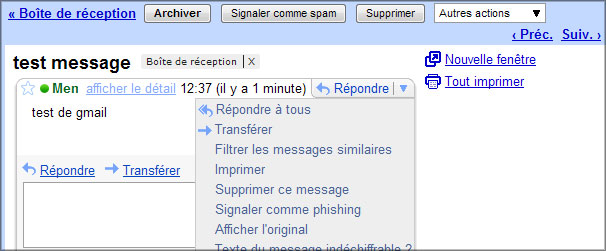 « Boîte de réception Archiver Signaler comme spam Supprimer Autres actions
‹ Préc. Suiv. ›
test message Boîte de réception X
Men afficher le détail 12:37 (il y a 1 minute) Répondre
test de gmail
Répondre à tous
Transférer
Filtrer les messages similaires
Imprimer
Supprimer ce message
Signaler comme phishing
Afficher l'original
Texte du message indéchiffrable ?
Répondre Transférer
Nouvelle fenêtre
Tout imprimer